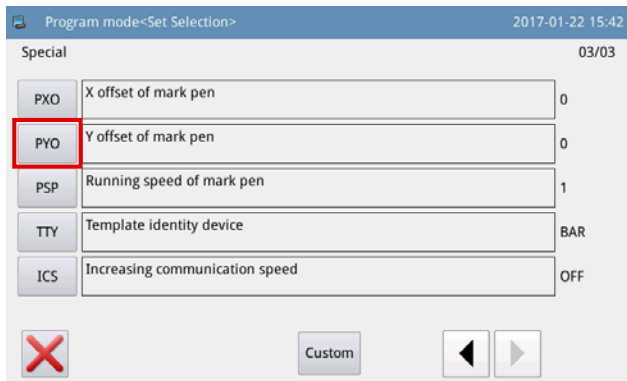 Program mode<Set Selection> 2017-01-22 15:42
Special 03/03
PXO X offset of mark pen 0
PYO Y offset of mark pen 0
PSP Running speed of mark pen 1
TTY Template identity device BAR
ICS Increasing communication speed OFF
Custom